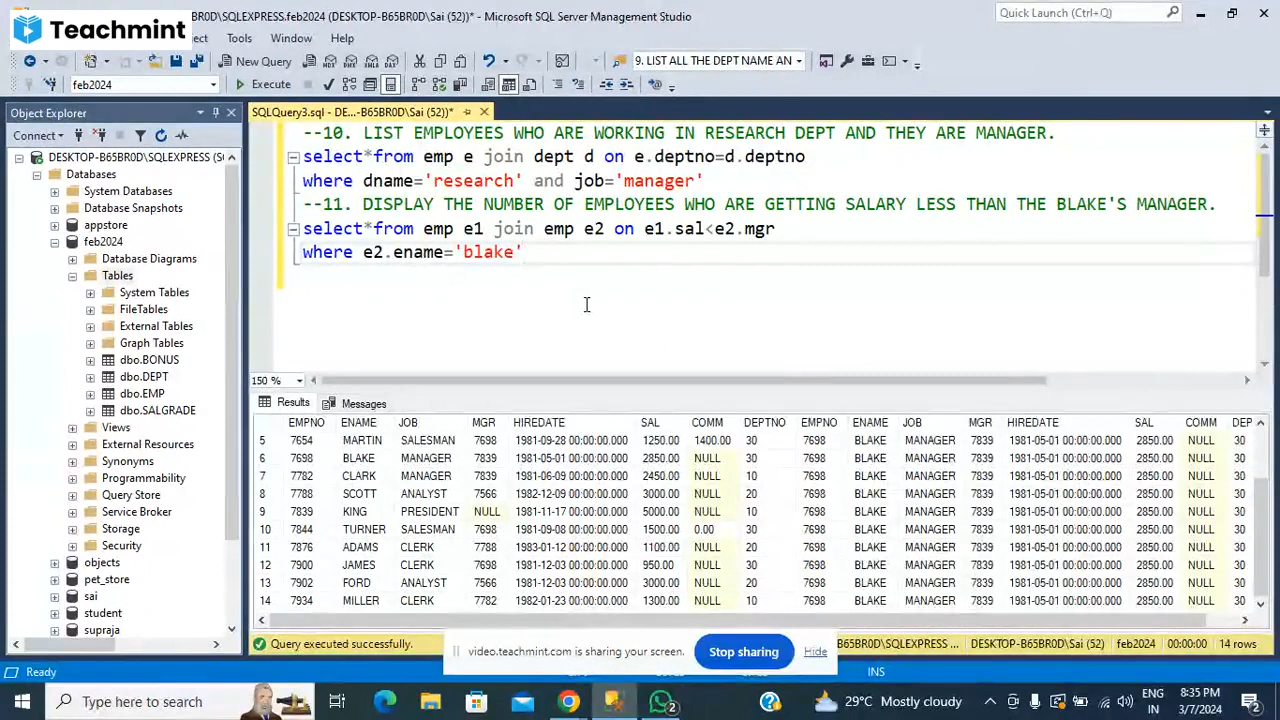 Teachmint
_B65BR0D\SQLEXPRESS.feb2024 (DESKTOP-B65BR0D\Sai (52))* - Microsoft SQL Server Management Studio
Quick Launch (Ctrl+Q)
Tools Window Help
New Query MDX DMX XMLA DAX 9. LIST ALL THE DEPT NAME AN
feb2024 Execute
Object Explorer
SQLQuery3.sql - DE...-B65BR0D\Sai (52))*
Connect
DESKTOP-B65BR0D\SQLEXPRESS (S
Databases
System Databases
Database Snapshots
appstore
feb2024
Database Diagrams
Tables
System Tables
FileTables
External Tables
Graph Tables
dbo.BONUS
dbo.DEPT
dbo.EMP
dbo.SALGRADE
Views
External Resources
Synonyms
Programmability
Query Store
Service Broker
Storage
Security
objects
pet_store
sai
student
supraja
--10. LIST EMPLOYEES WHO ARE WORKING IN RESEARCH DEPT AND THEY ARE MANAGER.
select*from emp e join dept d on e.deptno=d.deptno
where dname='research' and job='manager'
--11. DISPLAY THE NUMBER OF EMPLOYEES WHO ARE GETTING SALARY LESS THAN THE BLAKE'S MANAGER.
select*from emp e1 join emp e2 on e1.sal<e2.mgr
where e2.ename='blake'
150 %
Results Messages
EMPNO ENAME JOB MGR HIREDATE SAL COMM DEPTNO EMPNO ENAME JOB MGR HIREDATE SAL COMM DEP
5 7654 MARTIN SALESMAN 7698 1981-09-28 00:00:00.000 1250.00 1400.00 30 7698 BLAKE MANAGER 7839 1981-05-01 00:00:00.000 2850.00 NULL 30
6 7698 BLAKE MANAGER 7839 1981-05-01 00:00:00.000 2850.00 NULL 30 7698 BLAKE MANAGER 7839 1981-05-01 00:00:00.000 2850.00 NULL 30
7 7782 CLARK MANAGER 7839 1981-06-09 00:00:00.000 2450.00 NULL 10 7698 BLAKE MANAGER 7839 1981-05-01 00:00:00.000 2850.00 NULL 30
8 7788 SCOTT ANALYST 7566 1982-12-09 00:00:00.000 3000.00 NULL 20 7698 BLAKE MANAGER 7839 1981-05-01 00:00:00.000 2850.00 NULL 30
9 7839 KING PRESIDENT NULL 1981-11-17 00:00:00.000 5000.00 NULL 10 7698 BLAKE MANAGER 7839 1981-05-01 00:00:00.000 2850.00 NULL 30
10 7844 TURNER SALESMAN 7698 1981-09-08 00:00:00.000 1500.00 0.00 30 7698 BLAKE MANAGER 7839 1981-05-01 00:00:00.000 2850.00 NULL 30
11 7876 ADAMS CLERK 7788 1983-01-12 00:00:00.000 1100.00 NULL 20 7698 BLAKE MANAGER 7839 1981-05-01 00:00:00.000 2850.00 NULL 30
12 7900 JAMES CLERK 7698 1981-12-03 00:00:00.000 950.00 NULL 30 7698 BLAKE MANAGER 7839 1981-05-01 00:00:00.000 2850.00 NULL 30
13 7902 FORD ANALYST 7566 1981-12-03 00:00:00.000 3000.00 NULL 20 7698 BLAKE MANAGER 7839 1981-05-01 00:00:00.000 2850.00 NULL 30
14 7934 MILLER CLERK 7782 1982-01-23 00:00:00.000 1300.00 NULL 10 7698 BLAKE MANAGER 7839 1981-05-01 00:00:00.000 2850.00 NULL 30
Query executed successfully. B65BR0D\SQLEXPRESS ... DESKTOP-B65BR0D\Sai (52) feb2024 00:00:00 14 rows
video.teachmint.com is sharing your screen. Stop sharing Hide
Ready INS
Type here to search 2 29°C Mostly cloudy ENG IN 8:35 PM 3/7/2024 2